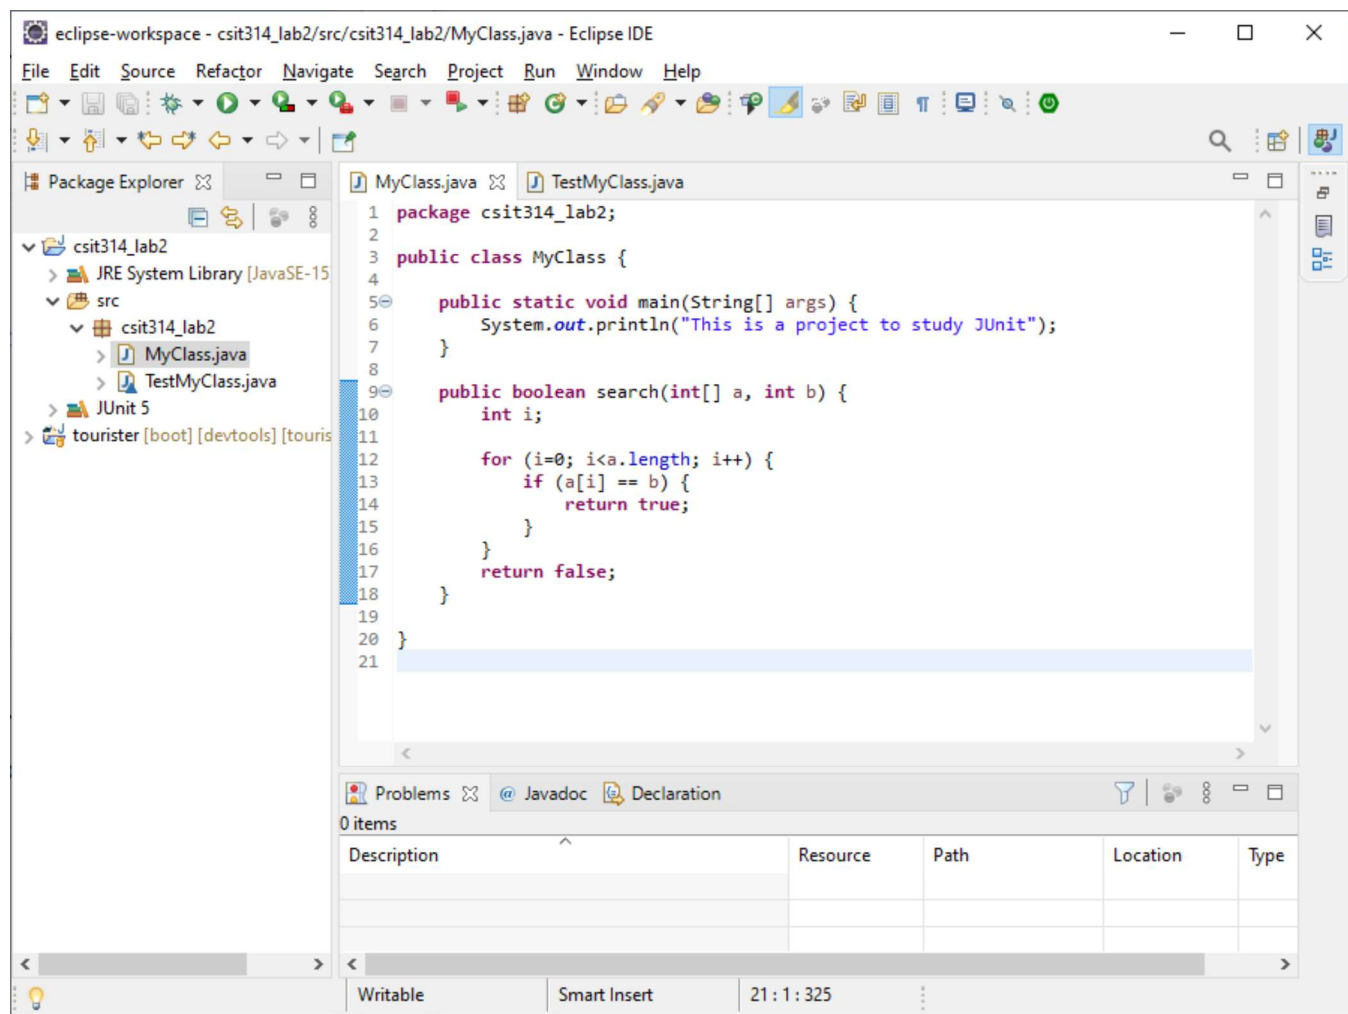 eclipse-workspace - csit314_lab2/src/csit314_lab2/MyClass.java - Eclipse IDE
File Edit Source Refactor Navigate Search Project Run Window Help
Package Explorer
csit314_lab2
JRE System Library [JavaSE-15
src
csit314_lab2
MyClass.java
TestMyClass.java
JUnit 5
tourister [boot] [devtools] [touris
MyClass.java TestMyClass.java
1 package csit314_lab2;
2
3 public class MyClass {
4
5 public static void main(String[] args) {
6 System.out.println("This is a project to study JUnit");
7 }
8
9 public boolean search(int[] a, int b) {
10 int i;
11
12 for (i=0; i<a.length; i++) {
13 if (a[i] == b) {
14 return true;
15 }
16 }
17 return false;
18 }
19
20 }
21
Problems @ Javadoc Declaration
0 items
Description Resource Path Location Type
Writable Smart Insert 21 : 1 : 325